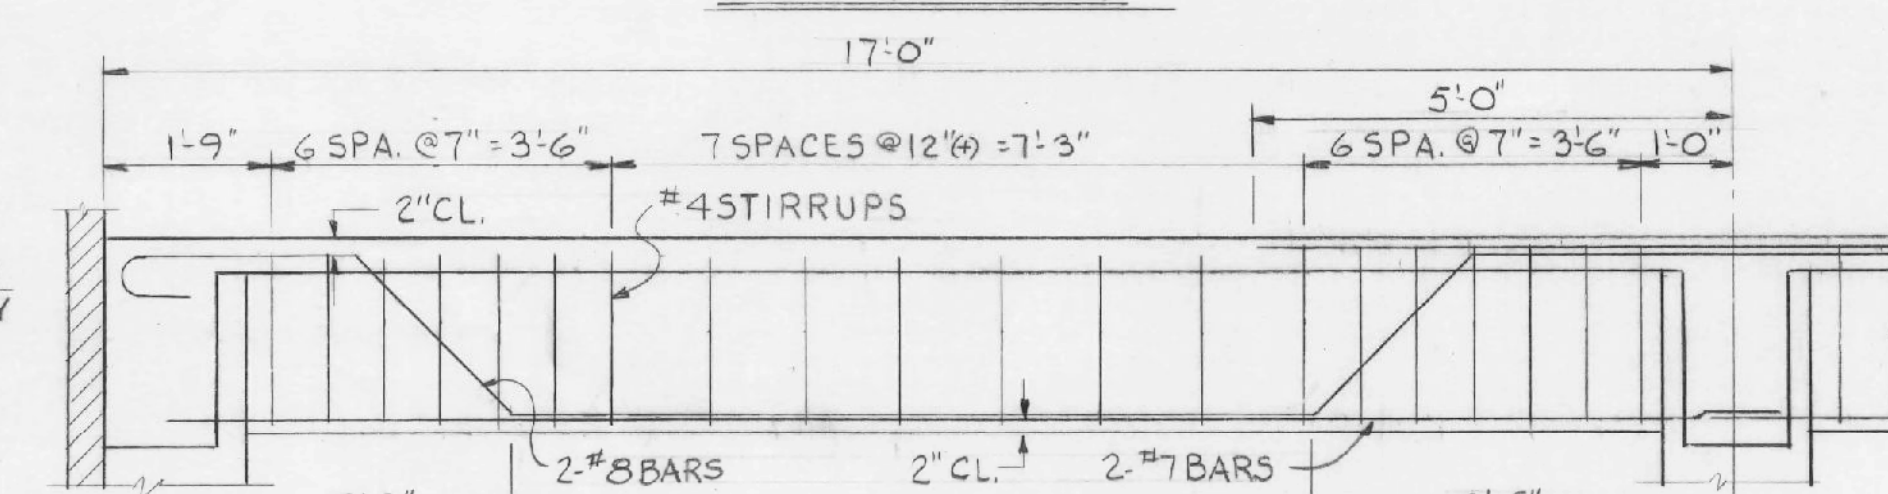 17'-0"
5'-0"
1'-9" 6 SPA. @ 7" = 3'-6" 7 SPACES @ 12"(+) = 7'-3" 6 SPA. @ 7" = 3'-6" 1'-0"
2" CL. #4 STIRRUPS
2-#8 BARS 2" CL. 2-#7 BARS